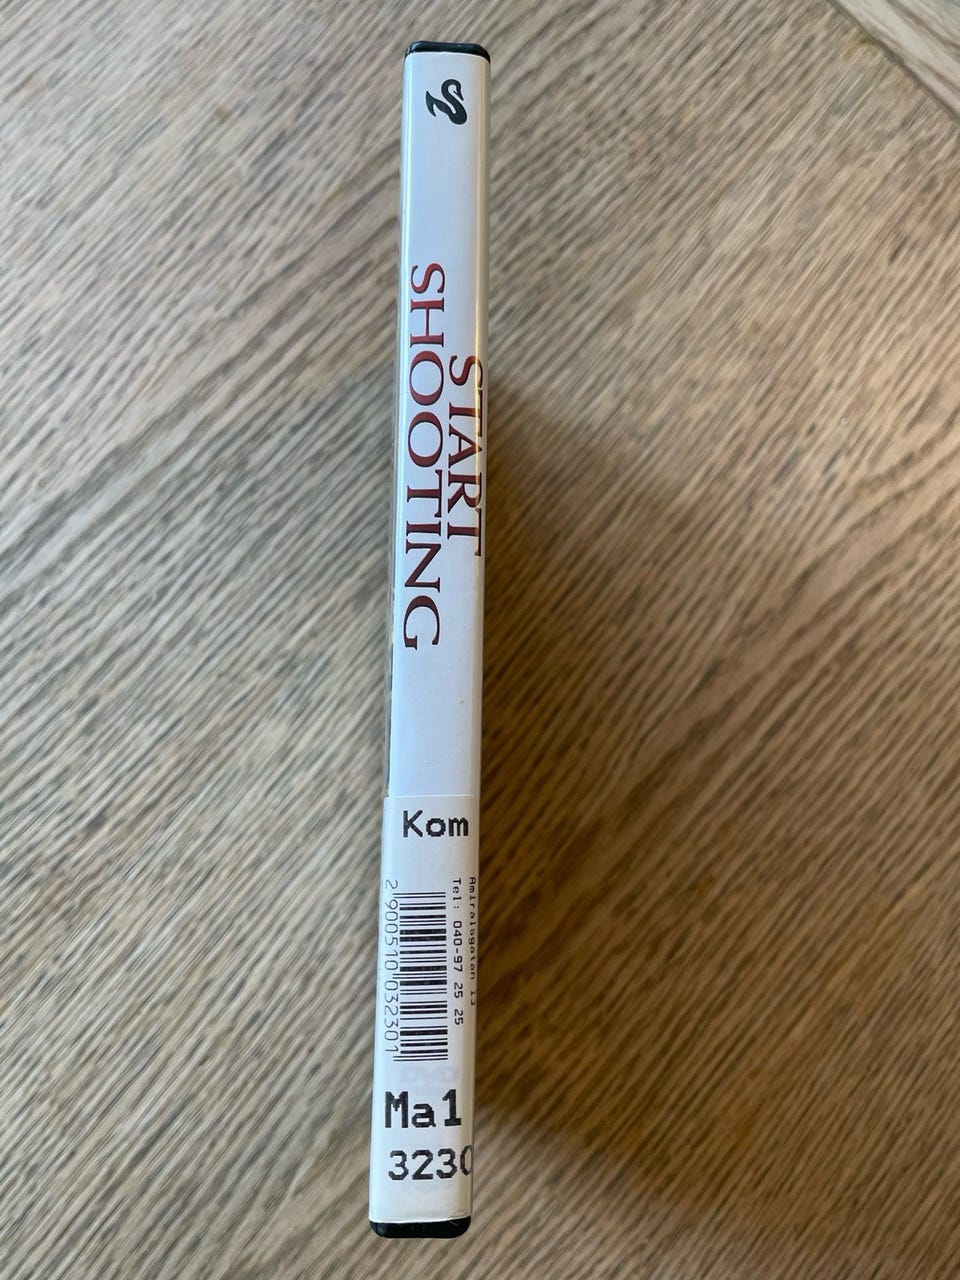 START
SHOOTING
Kom
Amiralsgatan 13
Tel: 040-97 25 25
2 900510 032301
Ma1
3230